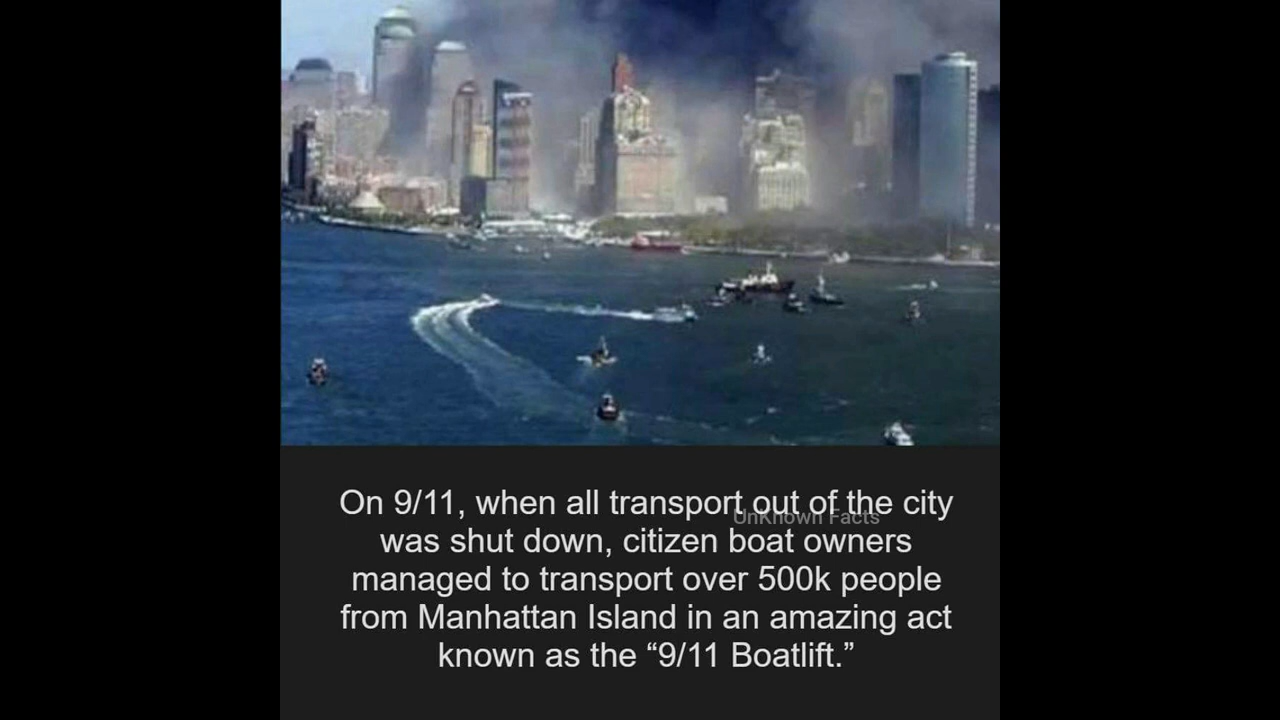 On 9/11, when all transport out of the city
UnKnown Facts
was shut down, citizen boat owners
managed to transport over 500k people
from Manhattan Island in an amazing act
known as the “9/11 Boatlift.”